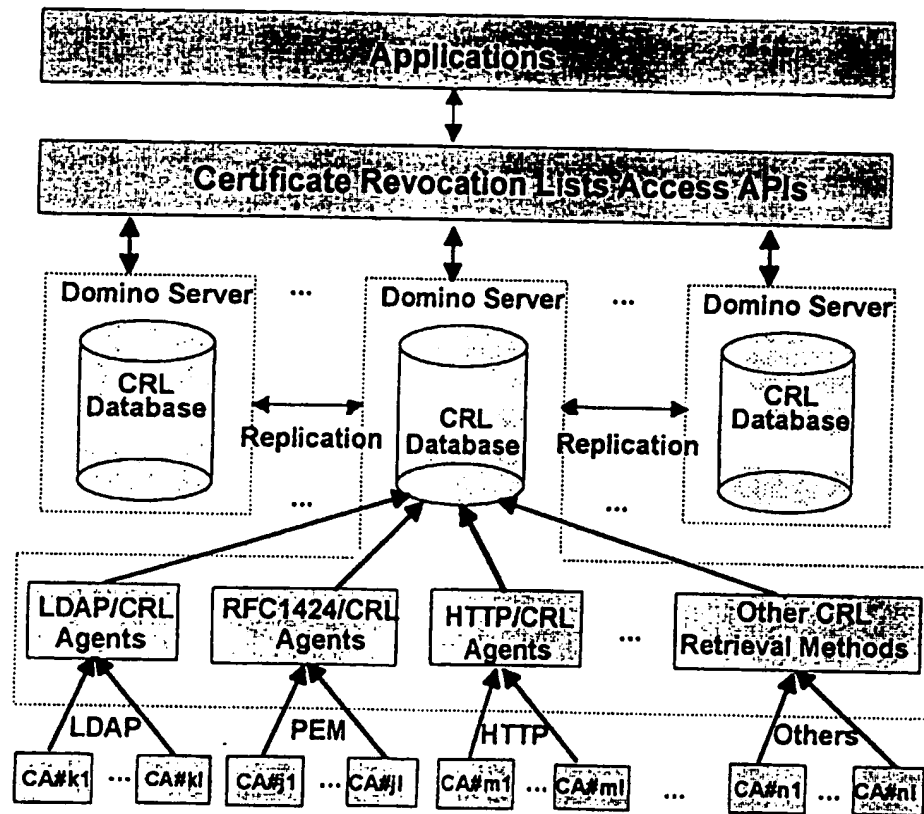 Applications
Certificate Revocation Lists Access APIs
Domino Server
...
Domino Server
...
Domino Server
CRL
Database
CRL
Database
CRL
Database
Replication
Replication
...
...
LDAP/CRL
Agents
RFC1424/CRL
Agents
HTTP/CRL
Agents
...
Other CRL
Retrieval Methods
LDAP
PEM
HTTP
Others
CA#k1
...
CA#kl
CA#j1
...
CA#jl
CA#m1
...
CA#ml
...
CA#n1
...
CA#nl